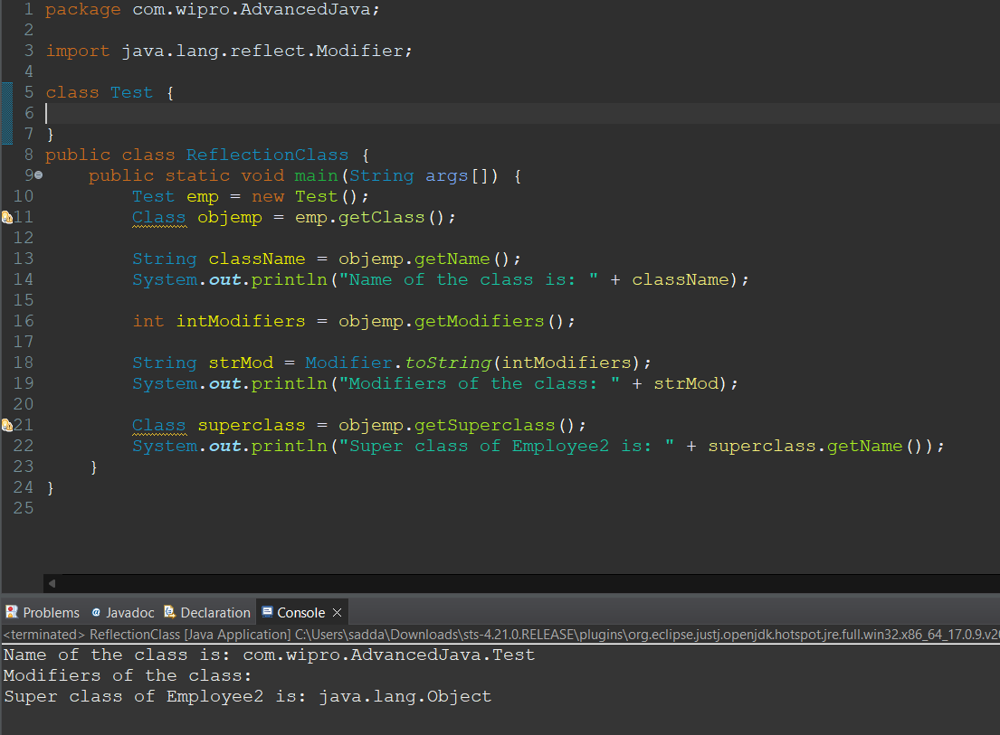 1 package com.wipro.AdvancedJava;
2
3 import java.lang.reflect.Modifier;
4
5 class Test {
6
7 }
8 public class ReflectionClass {
9     public static void main(String args[]) {
10         Test emp = new Test();
11         Class objemp = emp.getClass();
12
13         String className = objemp.getName();
14         System.out.println("Name of the class is: " + className);
15
16         int intModifiers = objemp.getModifiers();
17
18         String strMod = Modifier.toString(intModifiers);
19         System.out.println("Modifiers of the class: " + strMod);
20
21         Class superclass = objemp.getSuperclass();
22         System.out.println("Super class of Employee2 is: " + superclass.getName());
23     }
24 }
25
Problems @ Javadoc Declaration Console
<terminated> ReflectionClass [Java Application] C:\Users\sadda\Downloads\sts-4.21.0.RELEASE\plugins\org.eclipse.justj.openjdk.hotspot.jre.full.win32.x86_64_17.0.9.v20
Name of the class is: com.wipro.AdvancedJava.Test
Modifiers of the class:
Super class of Employee2 is: java.lang.Object